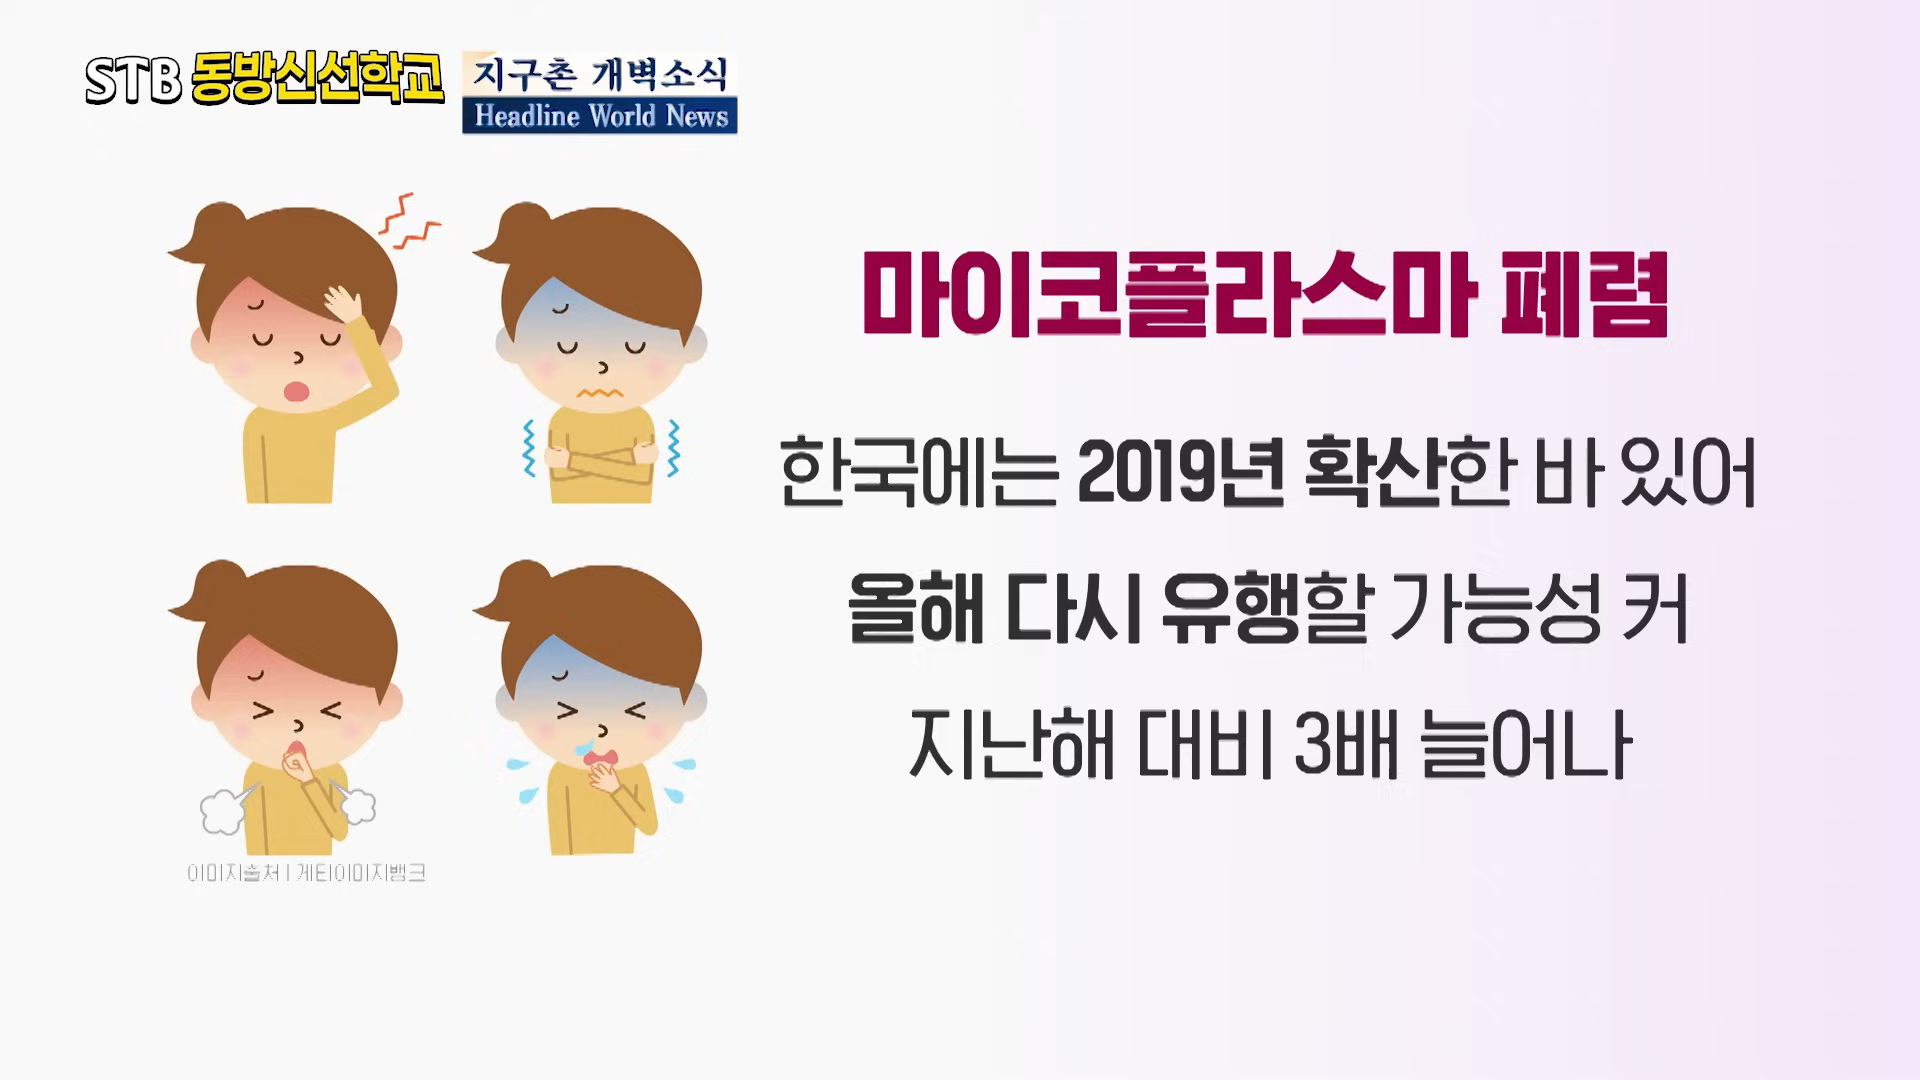 STB 동방신선학교
지구촌 개벽소식
Headline World News
마이코플라스마 폐렴
한국에는 2019년 확산한 바 있어
올해 다시 유행할 가능성 커
지난해 대비 3배 늘어나
이미지출처 | 게티이미지뱅크